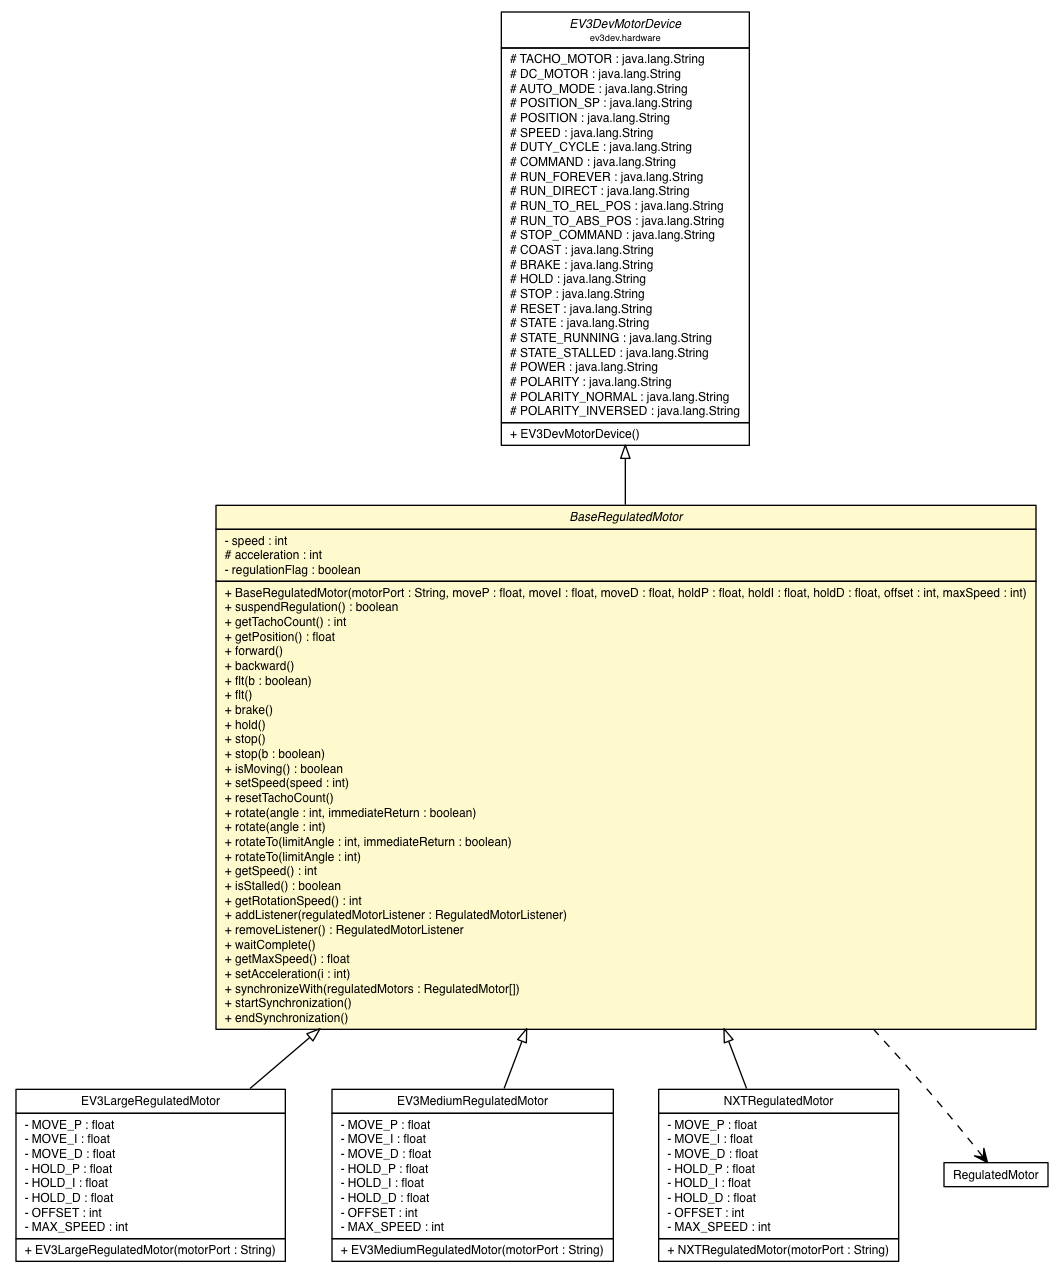 EV3DevMotorDevice
ev3dev.hardware
# TACHO_MOTOR : java.lang.String
# DC_MOTOR : java.lang.String
# AUTO_MODE : java.lang.String
# POSITION_SP : java.lang.String
# POSITION : java.lang.String
# SPEED : java.lang.String
# DUTY_CYCLE : java.lang.String
# COMMAND : java.lang.String
# RUN_FOREVER : java.lang.String
# RUN_DIRECT : java.lang.String
# RUN_TO_REL_POS : java.lang.String
# RUN_TO_ABS_POS : java.lang.String
# STOP_COMMAND : java.lang.String
# COAST : java.lang.String
# BRAKE : java.lang.String
# HOLD : java.lang.String
# STOP : java.lang.String
# RESET : java.lang.String
# STATE : java.lang.String
# STATE_RUNNING : java.lang.String
# STATE_STALLED : java.lang.String
# POWER : java.lang.String
# POLARITY : java.lang.String
# POLARITY_NORMAL : java.lang.String
# POLARITY_INVERSED : java.lang.String
+ EV3DevMotorDevice()
BaseRegulatedMotor
- speed : int
# acceleration : int
- regulationFlag : boolean
+ BaseRegulatedMotor(motorPort : String, moveP : float, moveI : float, moveD : float, holdP : float, holdI : float, holdD : float, offset : int, maxSpeed : int)
+ suspendRegulation() : boolean
+ getTachoCount() : int
+ getPosition() : float
+ forward()
+ backward()
+ flt(b : boolean)
+ flt()
+ brake()
+ hold()
+ stop()
+ stop(b : boolean)
+ isMoving() : boolean
+ setSpeed(speed : int)
+ resetTachoCount()
+ rotate(angle : int, immediateReturn : boolean)
+ rotate(angle : int)
+ rotateTo(limitAngle : int, immediateReturn : boolean)
+ rotateTo(limitAngle : int)
+ getSpeed() : int
+ isStalled() : boolean
+ getRotationSpeed() : int
+ addListener(regulatedMotorListener : RegulatedMotorListener)
+ removeListener() : RegulatedMotorListener
+ waitComplete()
+ getMaxSpeed() : float
+ setAcceleration(i : int)
+ synchronizeWith(regulatedMotors : RegulatedMotor[])
+ startSynchronization()
+ endSynchronization()
EV3LargeRegulatedMotor
- MOVE_P : float
- MOVE_I : float
- MOVE_D : float
- HOLD_P : float
- HOLD_I : float
- HOLD_D : float
- OFFSET : int
- MAX_SPEED : int
+ EV3LargeRegulatedMotor(motorPort : String)
EV3MediumRegulatedMotor
- MOVE_P : float
- MOVE_I : float
- MOVE_D : float
- HOLD_P : float
- HOLD_I : float
- HOLD_D : float
- OFFSET : int
- MAX_SPEED : int
+ EV3MediumRegulatedMotor(motorPort : String)
NXTRegulatedMotor
- MOVE_P : float
- MOVE_I : float
- MOVE_D : float
- HOLD_P : float
- HOLD_I : float
- HOLD_D : float
- OFFSET : int
- MAX_SPEED : int
+ NXTRegulatedMotor(motorPort : String)
RegulatedMotor